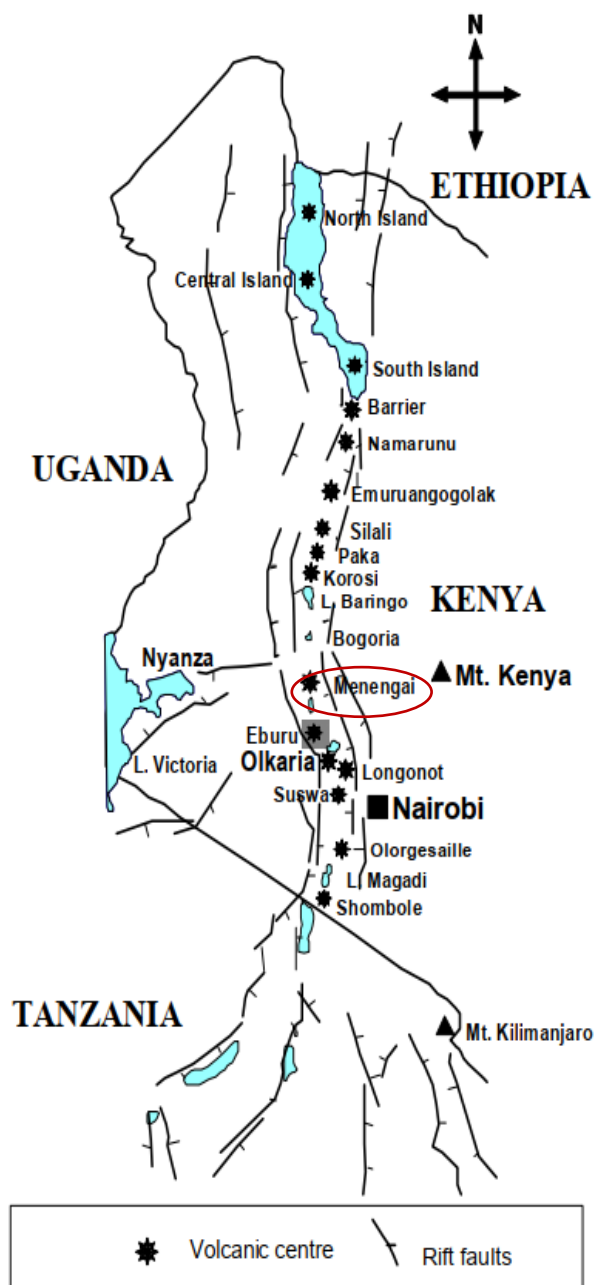 N
ETHIOPIA
North Island
Central Island
South Island
Barrier
Namarunu
UGANDA
Emuruangogolak
Silali
Paka
Korosi
L. Baringo
KENYA
Bogoria
Nyanza
Menengai
Mt. Kenya
Eburu
Olkaria
L. Victoria
Longonot
Suswa
Nairobi
Olorgesaille
L. Magadi
Shombole
TANZANIA
Mt. Kilimanjaro
Volcanic centre
Rift faults